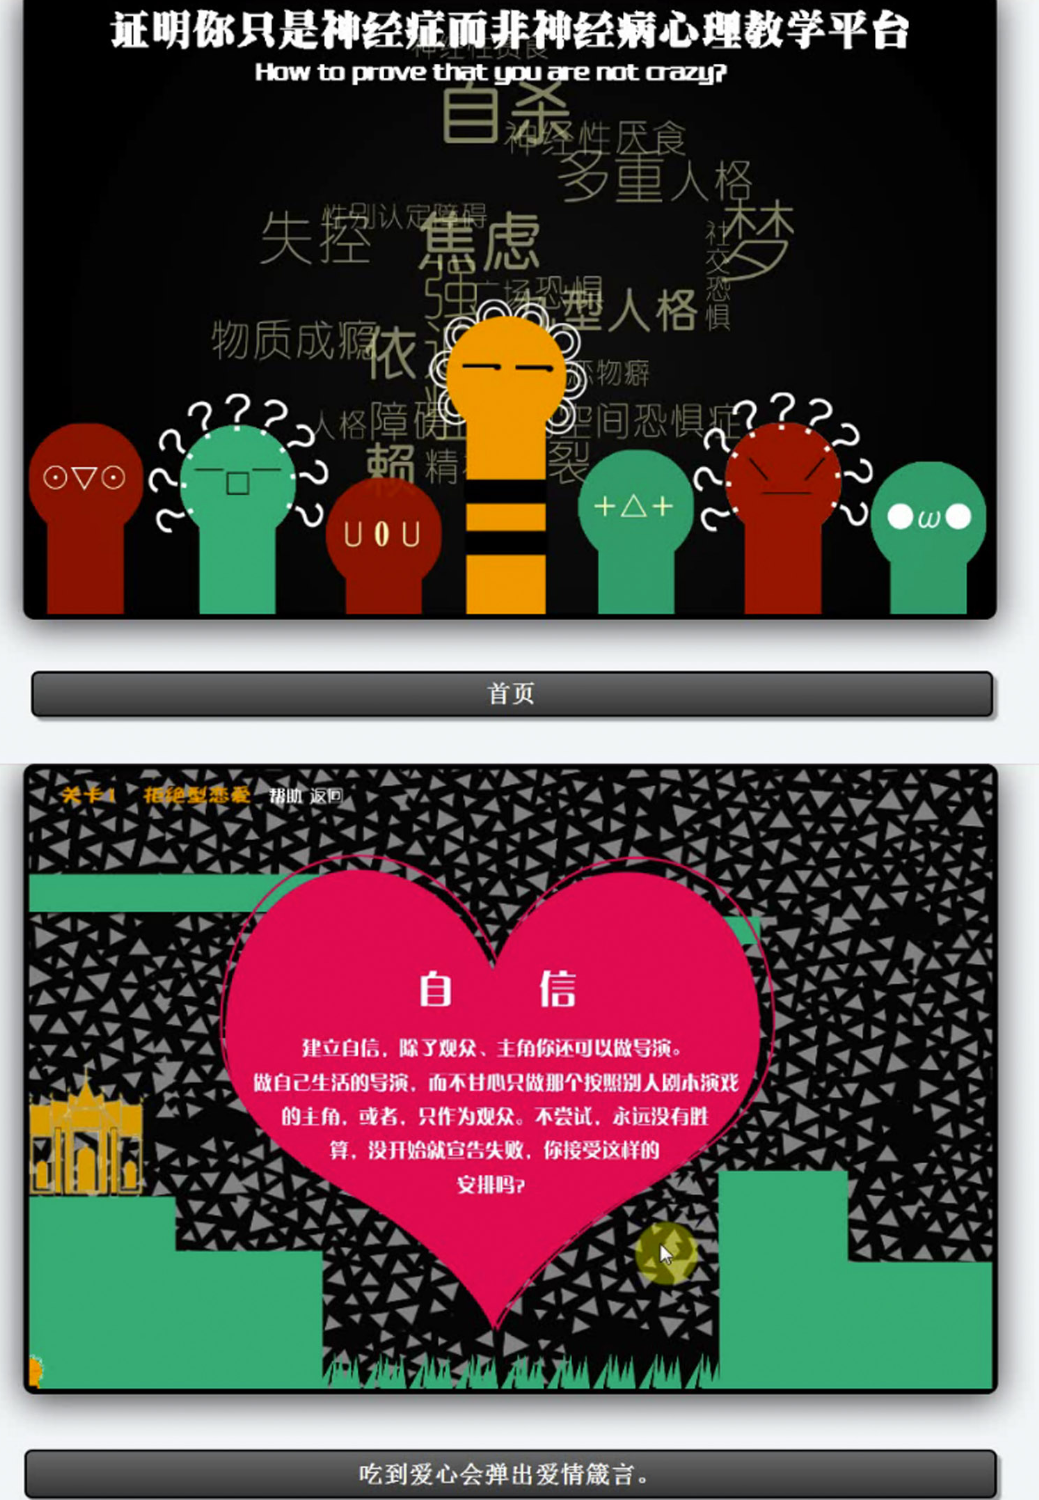 证明你只是神经症而非神经病心理教学平台
神经性贪食
How to prove that you are not crazy?
自杀
神经性厌食
多重人格
性别认定障碍
失控
焦虑
梦
社交恐惧
广场恐惧
型人格
物质成瘾
依
恋物癖
人格障碍
空间恐惧症
赖
裂
首页
关卡1 拒绝型恋爱 帮助 返回
自 信
建立自信，除了观众、主角你还可以做导演。
做自己生活的导演，而不甘心只做那个按照别人剧本演戏
的主角，或者，只作为观众。不尝试，永远没有胜
算，没开始就宣告失败，你接受这样的
安排吗？
吃到爱心会弹出爱情箴言。